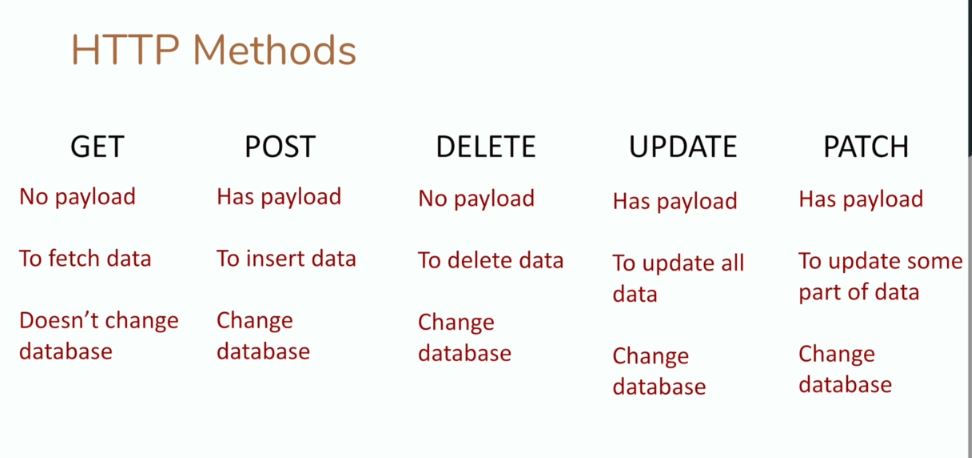 HTTP Methods
GET
No payload
To fetch data
Doesn’t change
database
POST
Has payload
To insert data
Change
database
DELETE
No payload
To delete data
Change
database
UPDATE
Has payload
To update all
data
Change
database
PATCH
Has payload
To update some
part of data
Change
database